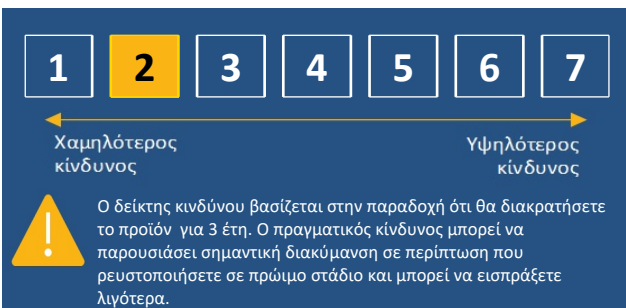 1 2 3 4 5 6 7
Χαμηλότερος Υψηλότερος
κίνδυνος κίνδυνος
Ο δείκτης κινδύνου βασίζεται στην παραδοχή ότι θα διακρατήσετε
το προϊόν για 3 έτη. Ο πραγματικός κίνδυνος μπορεί να
παρουσιάσει σημαντική διακύμανση σε περίπτωση που
ρευστοποιήσετε σε πρώιμο στάδιο και μπορεί να εισπράξετε
λιγότερα.